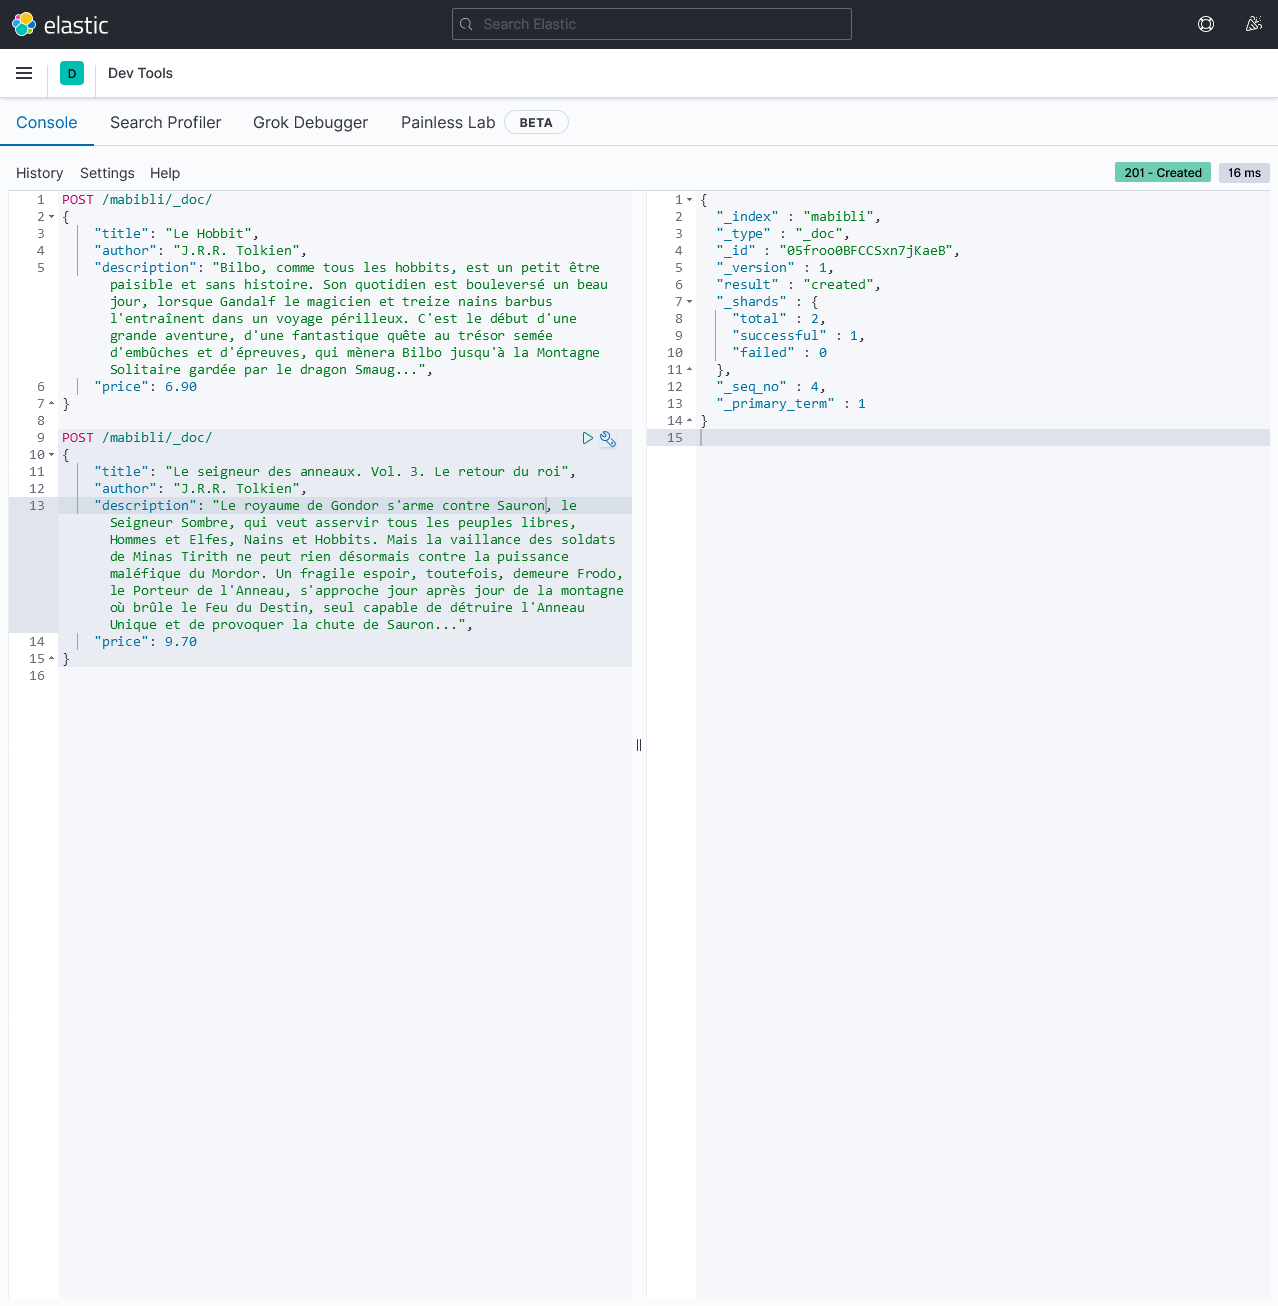 elastic
Search Elastic
D
Dev Tools
Console Search Profiler Grok Debugger Painless Lab BETA
History Settings Help
201 - Created 16 ms
1 POST /mabibli/_doc/
2 {
3 "title": "Le Hobbit",
4 "author": "J.R.R. Tolkien",
5 "description": "Bilbo, comme tous les hobbits, est un petit être
paisible et sans histoire. Son quotidien est bouleversé un beau
jour, lorsque Gandalf le magicien et treize nains barbus
l'entraînent dans un voyage périlleux. C'est le début d'une
grande aventure, d'une fantastique quête au trésor semée
d'embûches et d'épreuves, qui mènera Bilbo jusqu'à la Montagne
Solitaire gardée par le dragon Smaug...",
6 "price": 6.90
7 }
8
9 POST /mabibli/_doc/
10 {
11 "title": "Le seigneur des anneaux. Vol. 3. Le retour du roi",
12 "author": "J.R.R. Tolkien",
13 "description": "Le royaume de Gondor s'arme contre Sauron, le
Seigneur Sombre, qui veut asservir tous les peuples libres,
Hommes et Elfes, Nains et Hobbits. Mais la vaillance des soldats
de Minas Tirith ne peut rien désormais contre la puissance
maléfique du Mordor. Un fragile espoir, toutefois, demeure Frodo,
le Porteur de l'Anneau, s'approche jour après jour de la montagne
où brûle le Feu du Destin, seul capable de détruire l'Anneau
Unique et de provoquer la chute de Sauron...",
14 "price": 9.70
15 }
16
1 {
2 "_index" : "mabibli",
3 "_type" : "_doc",
4 "_id" : "05froo0BFCCSxn7jKaeB",
5 "_version" : 1,
6 "result" : "created",
7 "_shards" : {
8 "total" : 2,
9 "successful" : 1,
10 "failed" : 0
11 },
12 "_seq_no" : 4,
13 "_primary_term" : 1
14 }
15